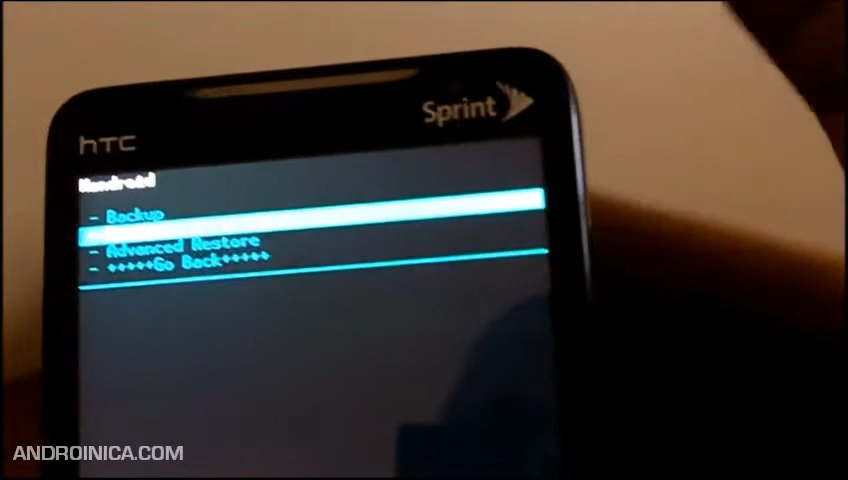 Sprint
hTC
Nandroid
- Backup
- Advanced Restore
- +++++Go Back+++++
ANDROINICA.COM